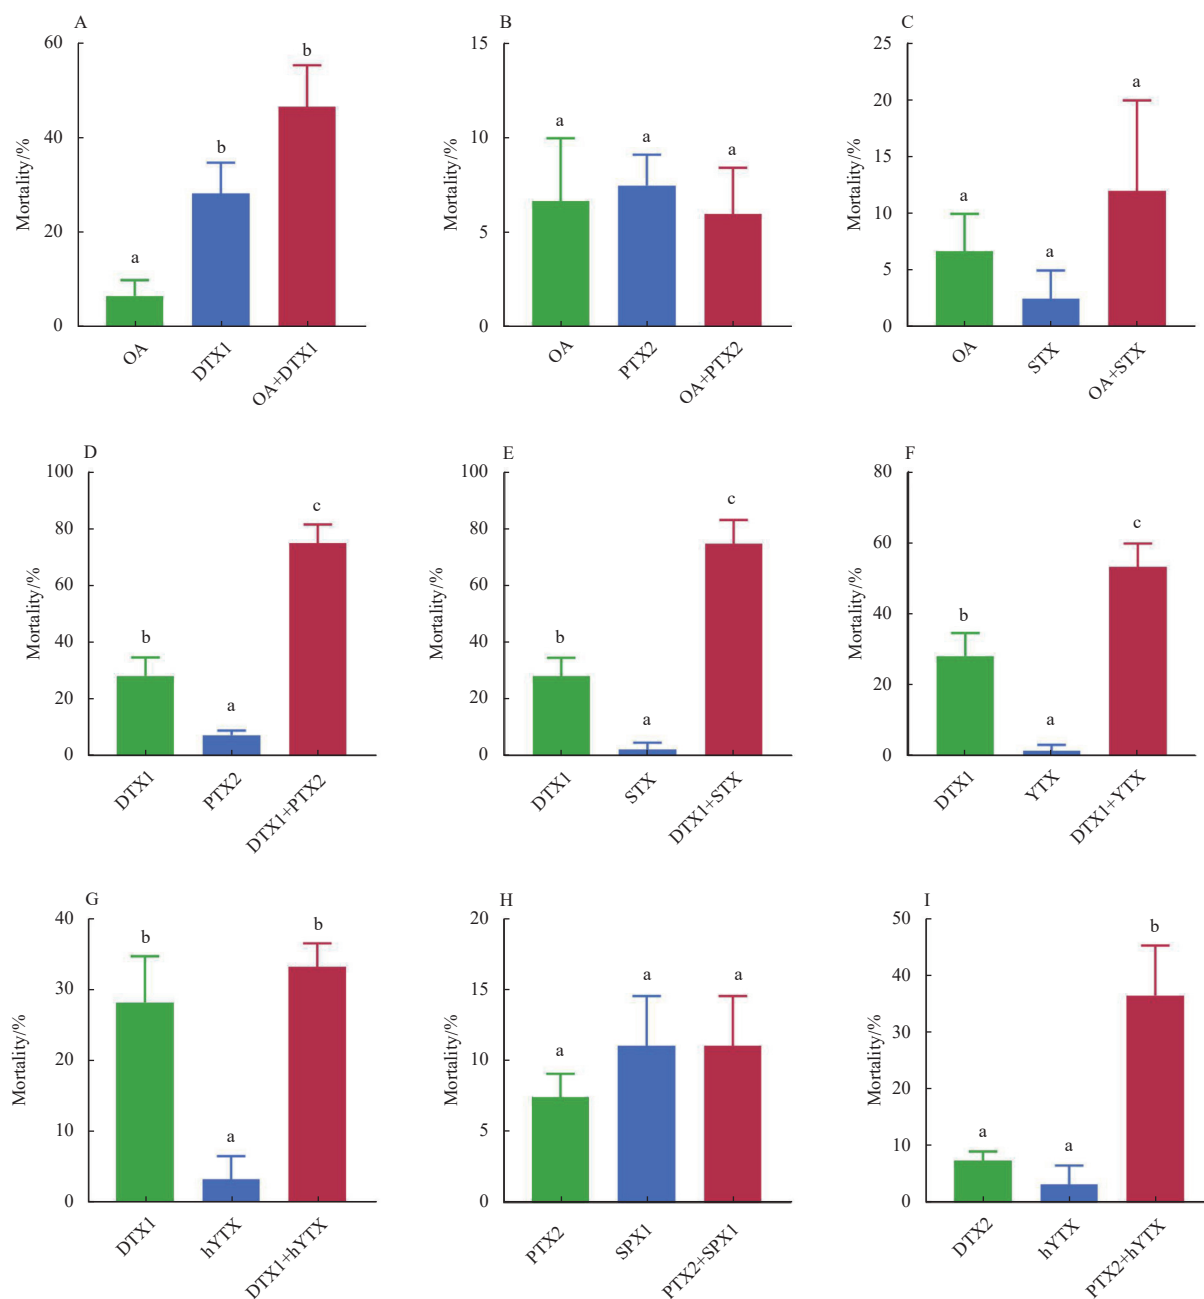 A
Mortality/%
60
40
20
0
a
b
b
OA
DTX1
OA+DTX1
B
Mortality/%
15
10
5
0
a
a
a
OA
PTX2
OA+PTX2
C
Mortality/%
25
20
15
10
5
0
a
a
a
OA
STX
OA+STX
D
Mortality/%
100
80
60
40
20
0
b
a
c
DTX1
PTX2
DTX1+PTX2
E
Mortality/%
100
80
60
40
20
0
b
a
c
DTX1
STX
DTX1+STX
F
Mortality/%
80
60
40
20
0
b
a
c
DTX1
YTX
DTX1+YTX
G
Mortality/%
40
30
20
10
0
b
a
b
DTX1
hYTX
DTX1+hYTX
H
Mortality/%
20
15
10
5
0
a
a
a
PTX2
SPX1
PTX2+SPX1
I
Mortality/%
50
40
30
20
10
0
a
a
b
DTX2
hYTX
PTX2+hYTX